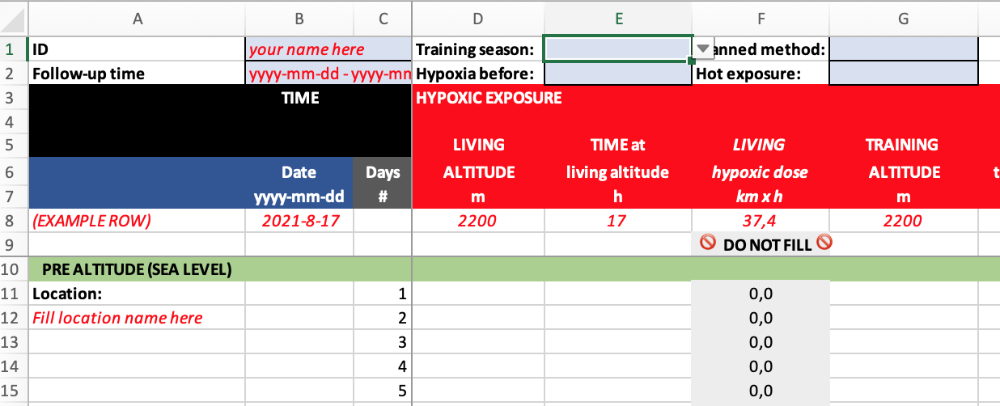 A B C D E F G
1 ID your name here Training season: anned method:
2 Follow-up time yyyy-mm-dd - yyyy-mm Hypoxia before: Hot exposure:
3 TIME HYPOXIC EXPOSURE
4
5 LIVING TIME at LIVING TRAINING
6 Date Days ALTITUDE living altitude hypoxic dose ALTITUDE t
7 yyyy-mm-dd # m h km x h m
8 (EXAMPLE ROW) 2021-8-17 2200 17 37,4 2200
9 DO NOT FILL
10 PRE ALTITUDE (SEA LEVEL)
11 Location: 1 0,0
12 Fill location name here 2 0,0
13 3 0,0
14 4 0,0
15 5 0,0